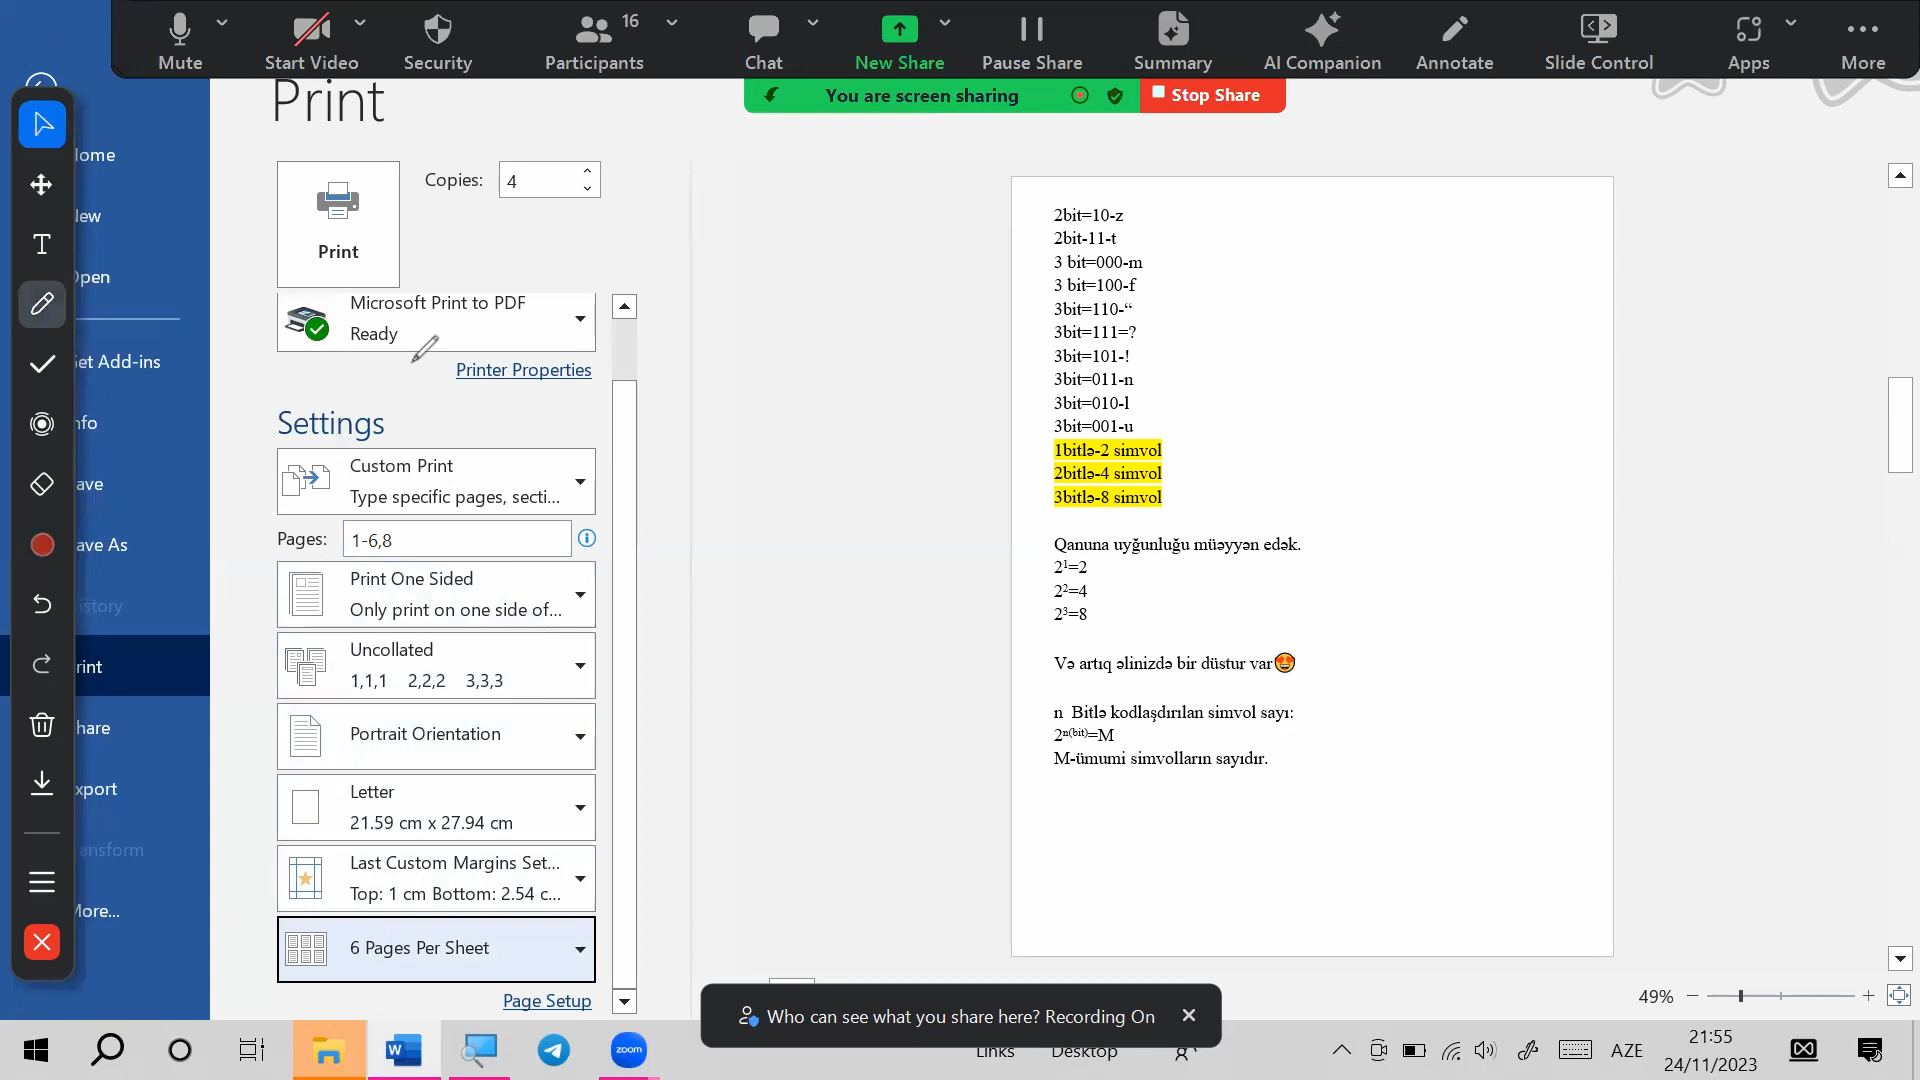 Mute
Start Video
Security
Participants
16
Chat
New Share
Pause Share
Summary
AI Companion
Annotate
Slide Control
Apps
More
You are screen sharing
Stop Share
Print
ome
ew
pen
et Add-ins
nfo
ave
ave As
story
rint
hare
xport
ansform
More...
Print
Copies:
4
Microsoft Print to PDF
Ready
Printer Properties
Settings
Custom Print
Type specific pages, secti...
Pages:
1-6,8
Print One Sided
Only print on one side of...
Uncollated
1,1,1 2,2,2 3,3,3
Portrait Orientation
Letter
21.59 cm x 27.94 cm
Last Custom Margins Set...
Top: 1 cm Bottom: 2.54 c...
6 Pages Per Sheet
Page Setup
2bit=10-z
2bit-11-t
3 bit=000-m
3 bit=100-f
3bit=110-“
3bit=111=?
3bit=101-!
3bit=011-n
3bit=010-l
3bit=001-u
1bitlə-2 simvol
2bitlə-4 simvol
3bitlə-8 simvol
Qanuna uyğunluğu müəyyən edək.
2¹=2
2²=4
2³=8
Və artıq əlinizdə bir düstur var😍
n Bitlə kodlaşdırılan simvol sayı:
2ⁿ⁽ᵇⁱᵗ⁾=M
M-ümumi simvolların sayıdır.
49%
Who can see what you share here? Recording On
Links
Desktop
zoom
AZE
21:55
24/11/2023